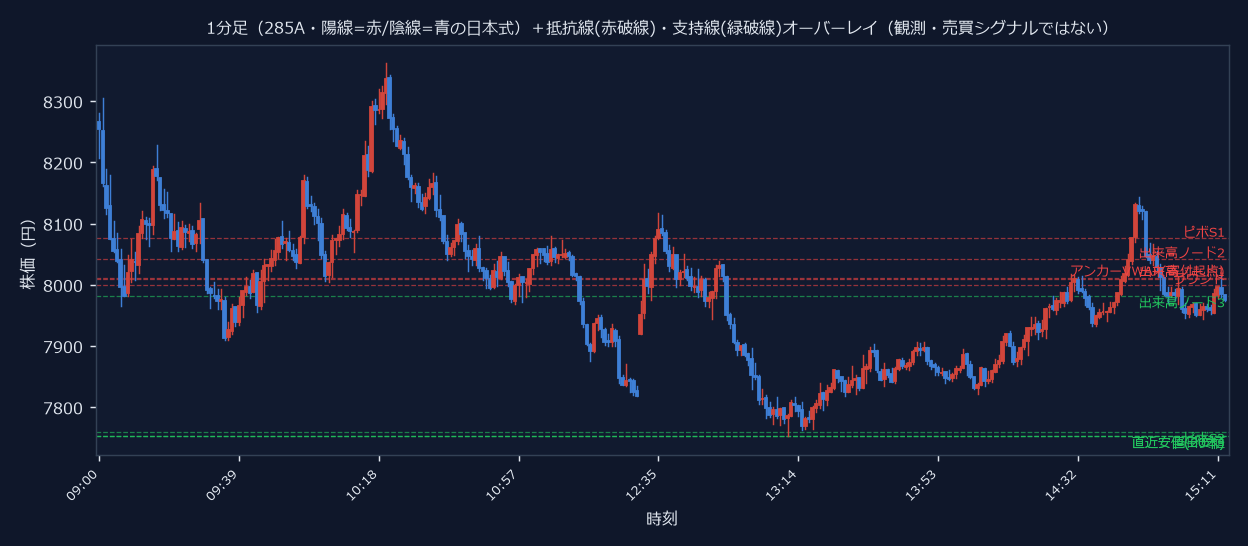 1分足（285A・陽線=赤/陰線=青の日本式）＋抵抗線(赤破線)・支持線(緑破線)オーバーレイ（観測・売買シグナルではない）
株価（円）
8300
8200
8100
8000
7900
7800
ピボS1
出来高ノード2
出来高ノード3
直近安値
09:00
09:39
10:18
10:57
12:35
13:14
13:53
14:32
15:11
時刻